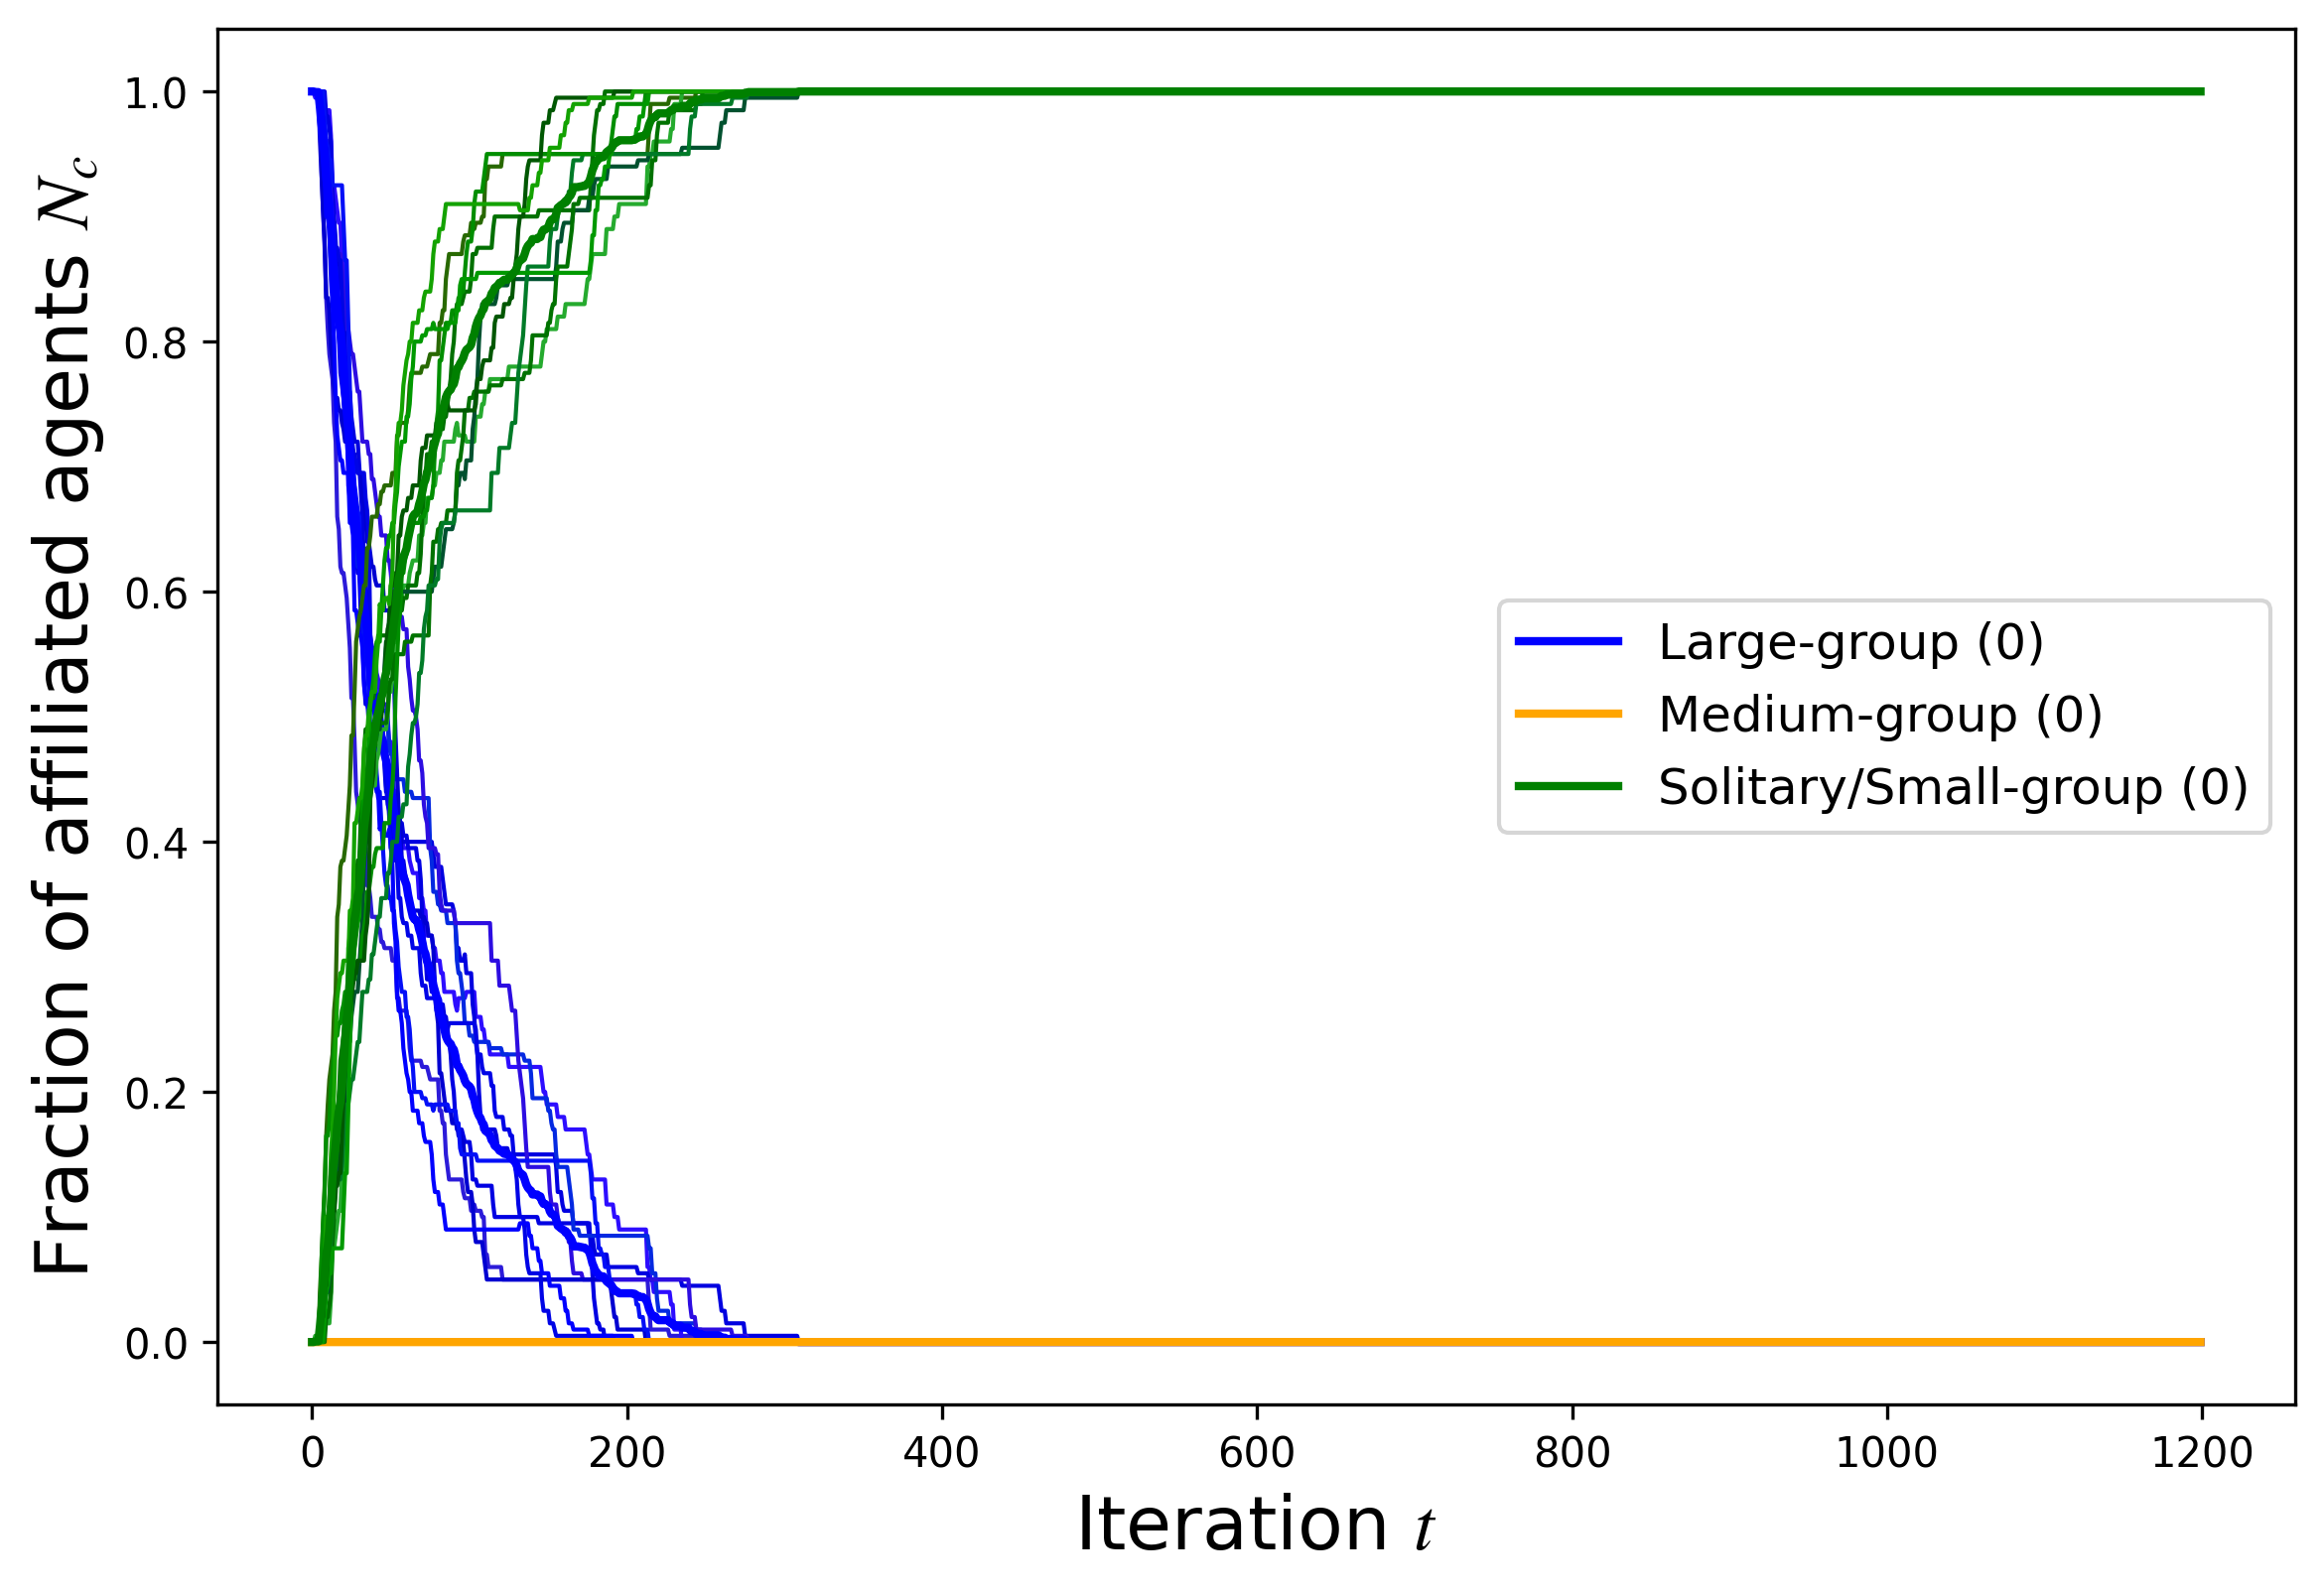 Fraction of affiliated agents N_c
1.0
0.8
0.6
0.4
0.2
0.0
Large-group (0)
Medium-group (0)
Solitary/Small-group (0)
0 200 400 600 800 1000 1200
Iteration t